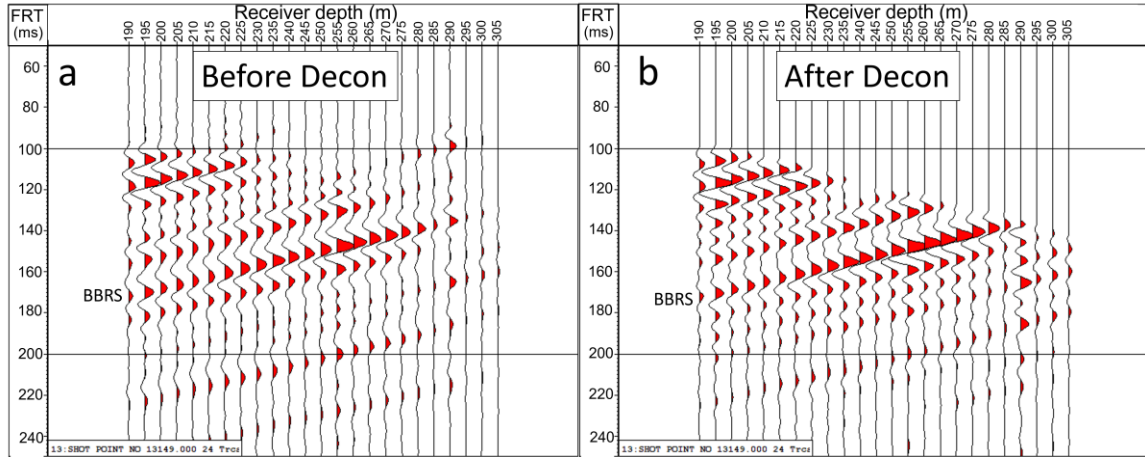 FRT
(ms)
Receiver depth (m)
190 195 200 205 210 215 220 225 230 235 240 245 250 255 260 265 270 275 280 285 290 295 300 305
a
Before Decon
60
80
100
120
140
160
BBRS
180
200
220
240
13:SHOT POINT NO 13149.000 24 Trcs
FRT
(ms)
Receiver depth (m)
190 195 200 205 210 215 220 225 230 235 240 245 250 255 260 265 270 275 280 285 290 295 300 305
b
After Decon
60
80
100
120
140
160
BBRS
180
200
220
240
13:SHOT POINT NO 13149.000 24 Trcs